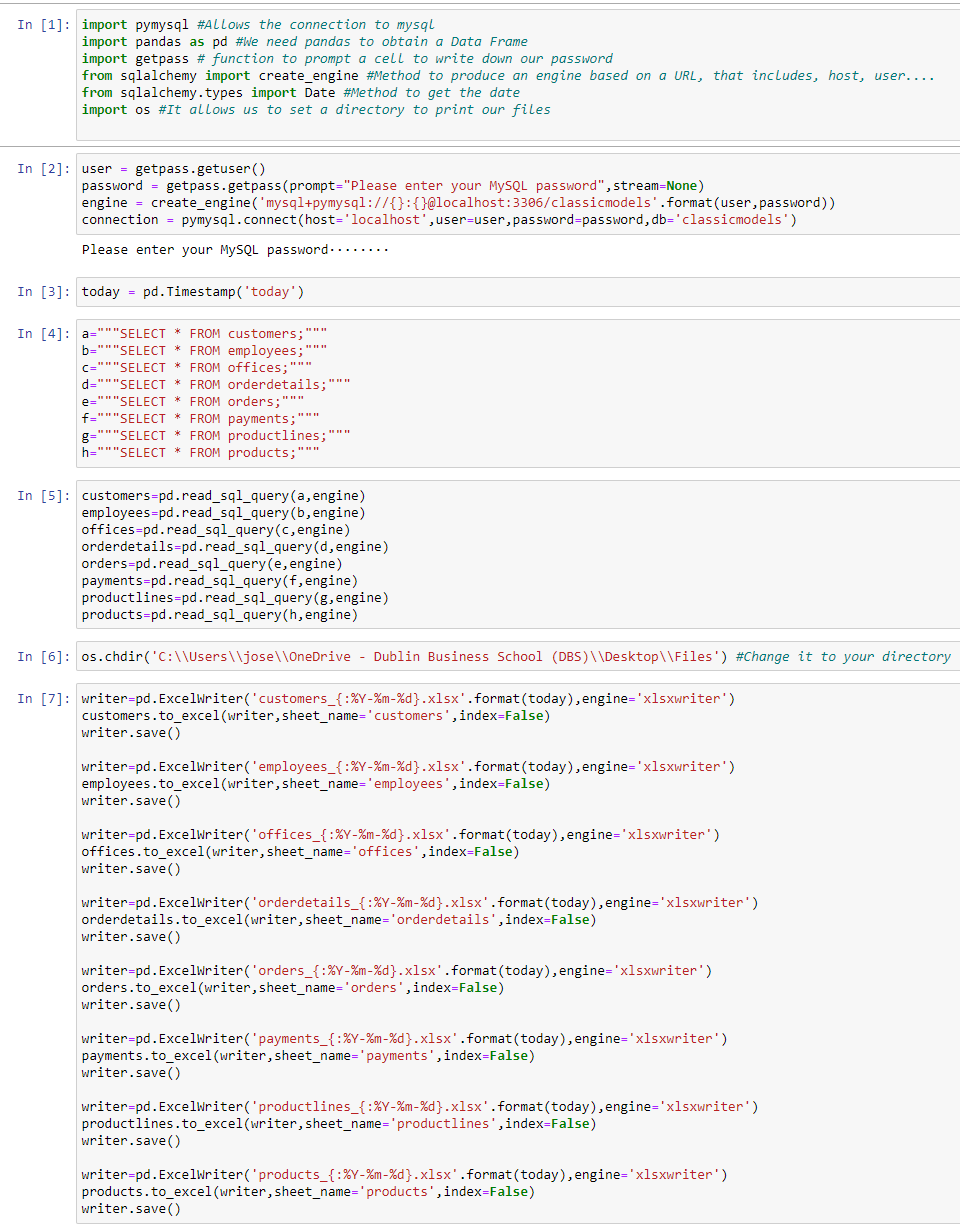 In [1]: import pymysql #Allows the connection to mysql
import pandas as pd #We need pandas to obtain a Data Frame
import getpass # function to prompt a cell to write down our password
from sqlalchemy import create_engine #Method to produce an engine based on a URL, that includes, host, user....
from sqlalchemy.types import Date #Method to get the date
import os #It allows us to set a directory to print our files
In [2]: user = getpass.getuser()
password = getpass.getpass(prompt="Please enter your MySQL password",stream=None)
engine = create_engine('mysql+pymysql://{}:{}@localhost:3306/classicmodels'.format(user,password))
connection = pymysql.connect(host='localhost',user=user,password=password,db='classicmodels')
Please enter your MySQL password········
In [3]: today = pd.Timestamp('today')
In [4]: a="""SELECT * FROM customers;"""
b="""SELECT * FROM employees;"""
c="""SELECT * FROM offices;"""
d="""SELECT * FROM orderdetails;"""
e="""SELECT * FROM orders;"""
f="""SELECT * FROM payments;"""
g="""SELECT * FROM productlines;"""
h="""SELECT * FROM products;"""
In [5]: customers=pd.read_sql_query(a,engine)
employees=pd.read_sql_query(b,engine)
offices=pd.read_sql_query(c,engine)
orderdetails=pd.read_sql_query(d,engine)
orders=pd.read_sql_query(e,engine)
payments=pd.read_sql_query(f,engine)
productlines=pd.read_sql_query(g,engine)
products=pd.read_sql_query(h,engine)
In [6]: os.chdir('C:\\Users\\jose\\OneDrive - Dublin Business School (DBS)\\Desktop\\Files') #Change it to your directory
In [7]: writer=pd.ExcelWriter('customers_{:%Y-%m-%d}.xlsx'.format(today),engine='xlsxwriter')
customers.to_excel(writer,sheet_name='customers',index=False)
writer.save()
writer=pd.ExcelWriter('employees_{:%Y-%m-%d}.xlsx'.format(today),engine='xlsxwriter')
employees.to_excel(writer,sheet_name='employees',index=False)
writer.save()
writer=pd.ExcelWriter('offices_{:%Y-%m-%d}.xlsx'.format(today),engine='xlsxwriter')
offices.to_excel(writer,sheet_name='offices',index=False)
writer.save()
writer=pd.ExcelWriter('orderdetails_{:%Y-%m-%d}.xlsx'.format(today),engine='xlsxwriter')
orderdetails.to_excel(writer,sheet_name='orderdetails',index=False)
writer.save()
writer=pd.ExcelWriter('orders_{:%Y-%m-%d}.xlsx'.format(today),engine='xlsxwriter')
orders.to_excel(writer,sheet_name='orders',index=False)
writer.save()
writer=pd.ExcelWriter('payments_{:%Y-%m-%d}.xlsx'.format(today),engine='xlsxwriter')
payments.to_excel(writer,sheet_name='payments',index=False)
writer.save()
writer=pd.ExcelWriter('productlines_{:%Y-%m-%d}.xlsx'.format(today),engine='xlsxwriter')
productlines.to_excel(writer,sheet_name='productlines',index=False)
writer.save()
writer=pd.ExcelWriter('products_{:%Y-%m-%d}.xlsx'.format(today),engine='xlsxwriter')
products.to_excel(writer,sheet_name='products',index=False)
writer.save()